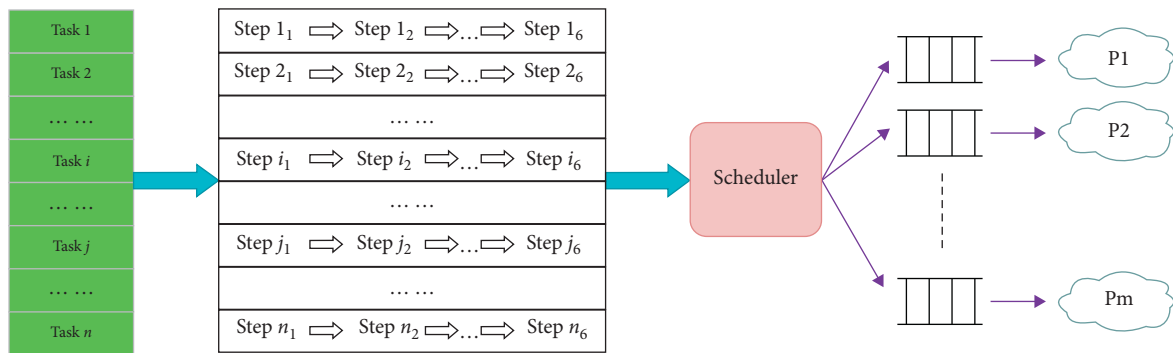 Task 1
Task 2
… …
Task i
… …
Task j
… …
Task n
Step 1₁ Step 1₂ … Step 1₆
Step 2₁ Step 2₂ … Step 2₆
… …
Step i₁ Step i₂ … Step i₆
… …
Step j₁ Step j₂ … Step j₆
… …
Step n₁ Step n₂ … Step n₆
Scheduler
P1
P2
Pm